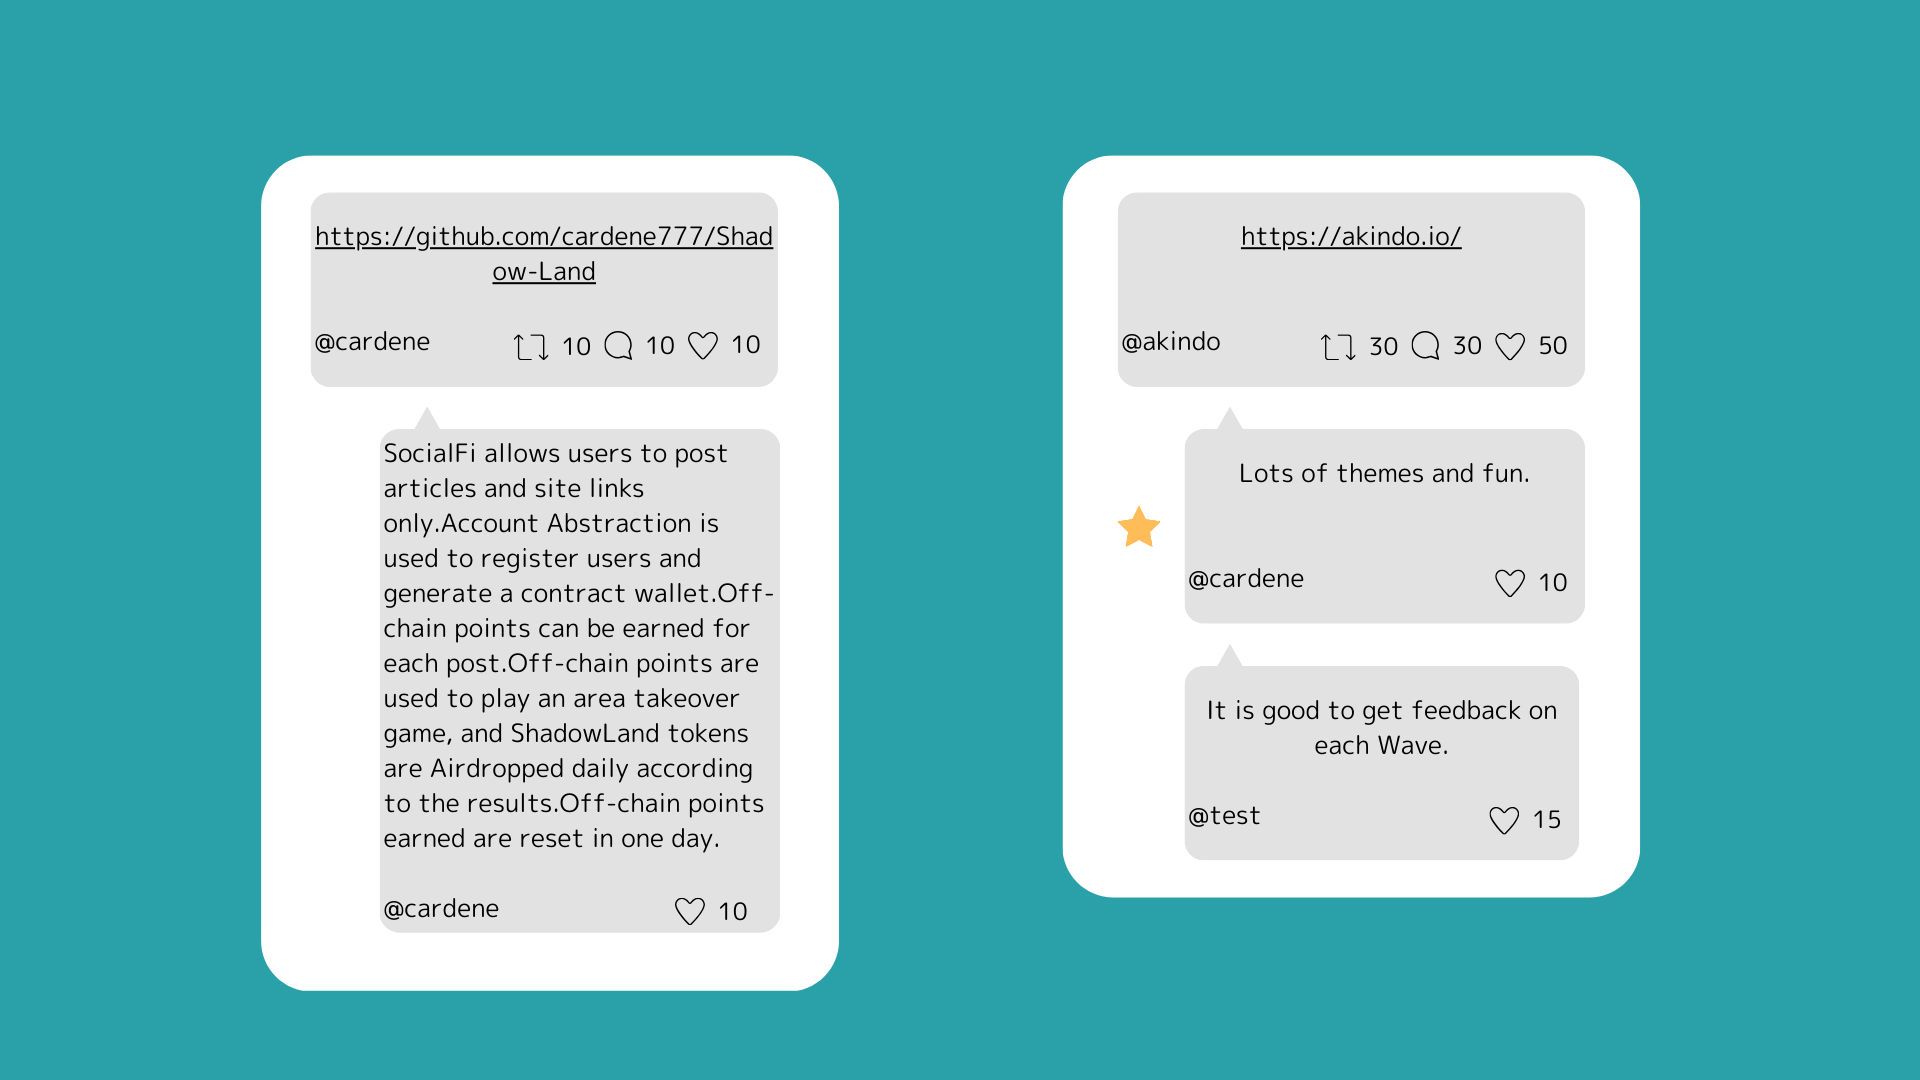 https://github.com/cardene777/Shad
ow-Land
@cardene 10 10 10
SocialFi allows users to post
articles and site links
only.Account Abstraction is
used to register users and
generate a contract wallet.Off-
chain points can be earned for
each post.Off-chain points are
used to play an area takeover
game, and ShadowLand tokens
are Airdropped daily according
to the results.Off-chain points
earned are reset in one day.
@cardene 10
https://akindo.io/
@akindo 30 30 50
Lots of themes and fun.
@cardene 10
It is good to get feedback on
each Wave.
@test 15